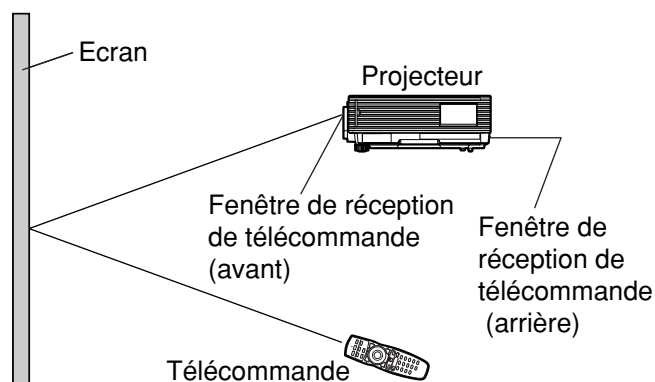 Ecran
Projecteur
Fenêtre de réception
de télécommande
(avant)
Fenêtre de
réception de
télécommande
(arrière)
Télécommande